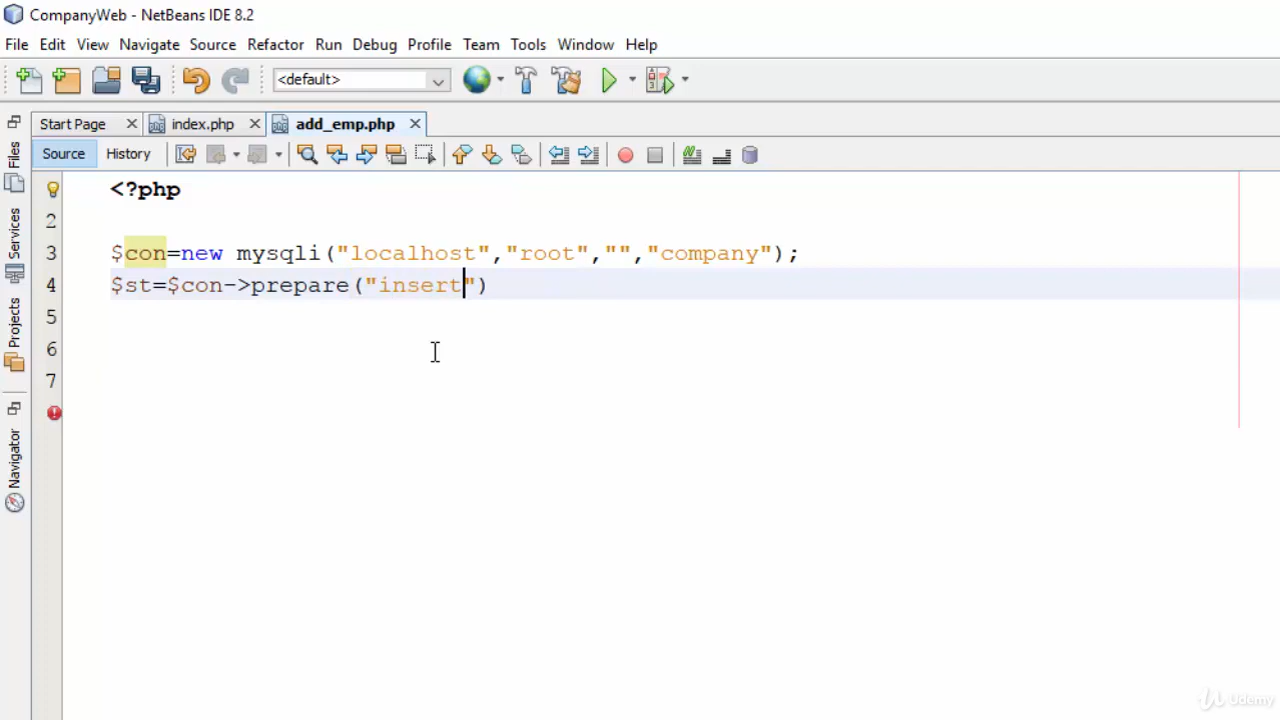 CompanyWeb - NetBeans IDE 8.2
File Edit View Navigate Source Refactor Run Debug Profile Team Tools Window Help
<default>
Start Page index.php add_emp.php
Source History
Files
Services
Projects
Navigator
<?php
2
3 $con=new mysqli("localhost","root","","company");
4 $st=$con->prepare("insert")
5
6
7
Udemy